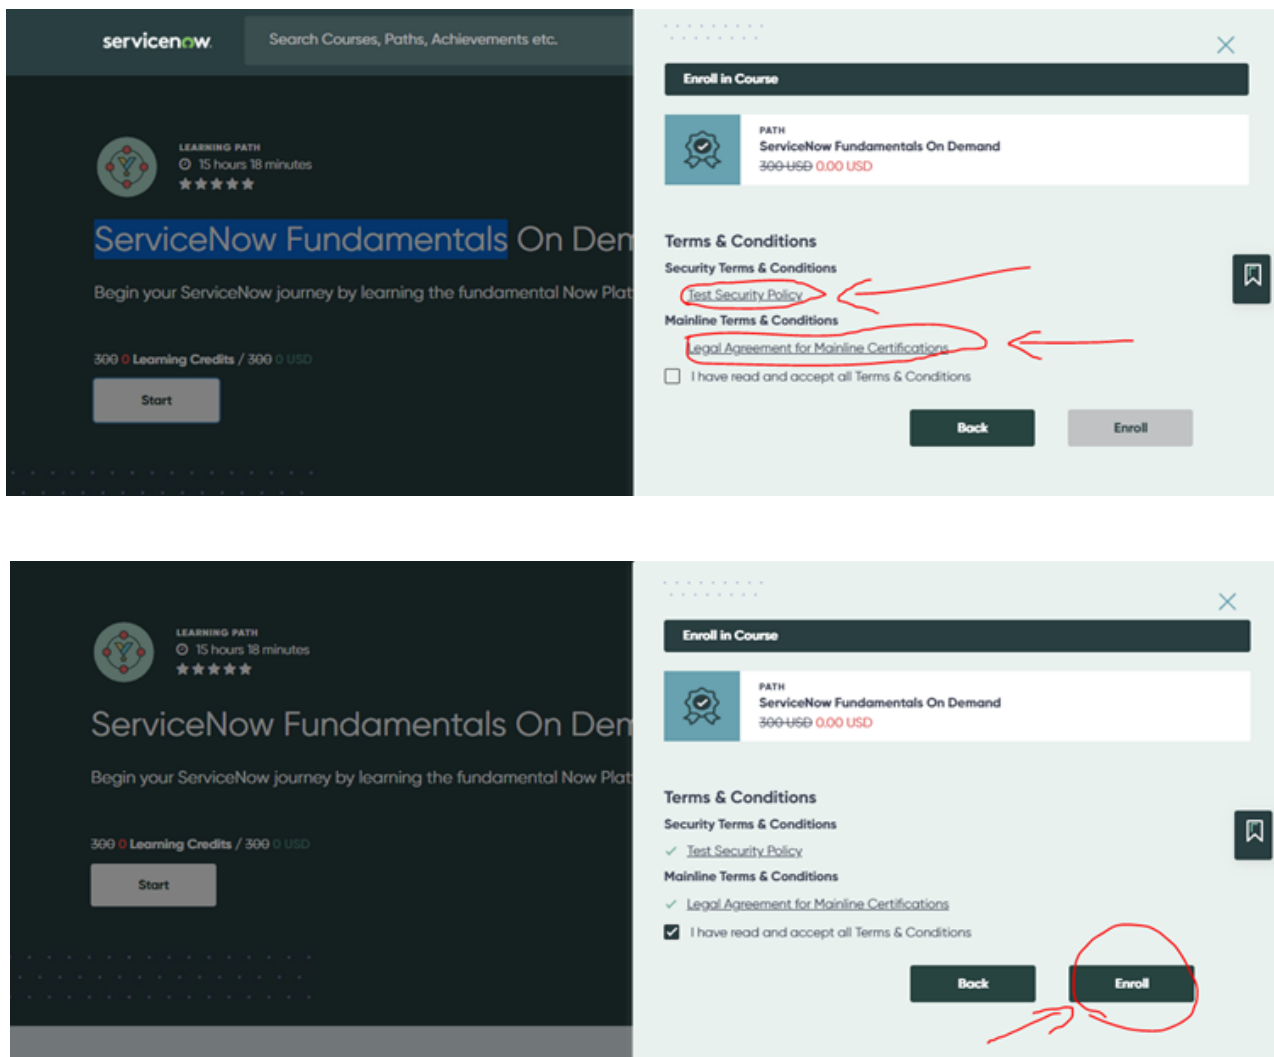 servicenow.
Search Courses, Paths, Achievements etc.
LEARNING PATH
15 hours 18 minutes
ServiceNow Fundamentals On Dem
Begin your ServiceNow journey by learning the fundamental Now Plat
300 0 Learning Credits / 300 0 USD
Start
Enroll in Course
PATH
ServiceNow Fundamentals On Demand
300 USD 0.00 USD
Terms & Conditions
Security Terms & Conditions
Test Security Policy
Mainline Terms & Conditions
Legal Agreement for Mainline Certifications
I have read and accept all Terms & Conditions
Back
Enroll
LEARNING PATH
15 hours 18 minutes
ServiceNow Fundamentals On Dem
Begin your ServiceNow journey by learning the fundamental Now Plat
300 0 Learning Credits / 300 0 USD
Start
Enroll in Course
PATH
ServiceNow Fundamentals On Demand
300 USD 0.00 USD
Terms & Conditions
Security Terms & Conditions
Test Security Policy
Mainline Terms & Conditions
Legal Agreement for Mainline Certifications
I have read and accept all Terms & Conditions
Back
Enroll